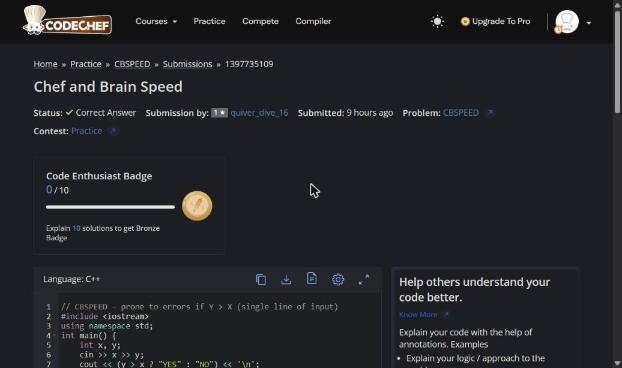 CODECHEF Courses Practice Compete Compiler Upgrade To Pro
Home » Practice » CBSPEED » Submissions » 1397735109
Chef and Brain Speed
Status: Correct Answer Submission by: 1★ quiver_dive_16 Submitted: 9 hours ago Problem: CBSPEED
Contest: Practice
Code Enthusiast Badge
0 / 10
Explain 10 solutions to get Bronze
Badge
Language: C++
1 // CBSPEED - prone to errors if Y > X (single line of input)
2 #include <iostream>
3 using namespace std;
4 int main() {
5 int x, y;
6 cin >> x >> y;
7 cout << (y > x ? "YES" : "NO") << '\n';
Help others understand your
code better.
Know More
Explain your code with the help of
annotations. Examples
• Explain your logic / approach to the